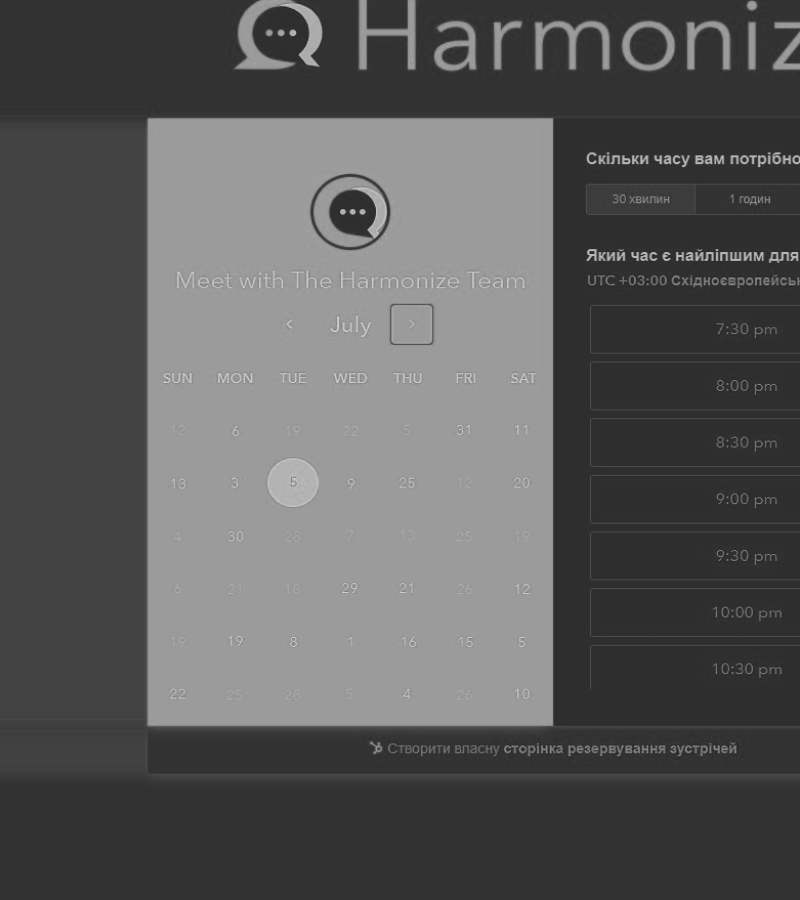 Harmoniz
Meet with The Harmonize Team
July
SUN MON TUE WED THU FRI SAT
12 6 19 22 5 31 11
13 3 5 9 25 12 20
4 30 28 7 13 25 19
6 21 18 29 21 26 12
19 19 8 1 16 15 5
22 25 28 5 4 26 10
Скільки часу вам потрібно
30 хвилин 1 годин
Який час є найліпшим для
UTC +03:00 Східноєвропейськ
7:30 pm
8:00 pm
8:30 pm
9:00 pm
9:30 pm
10:00 pm
10:30 pm
Створити власну сторінка резервування зустрічей